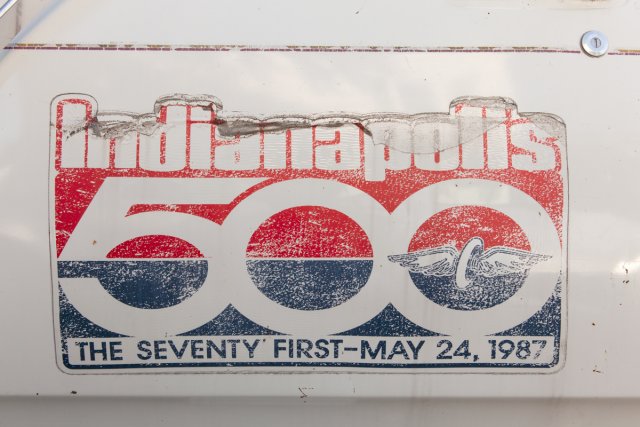 Indianapolis
500
THE SEVENTY FIRST-MAY 24, 1987